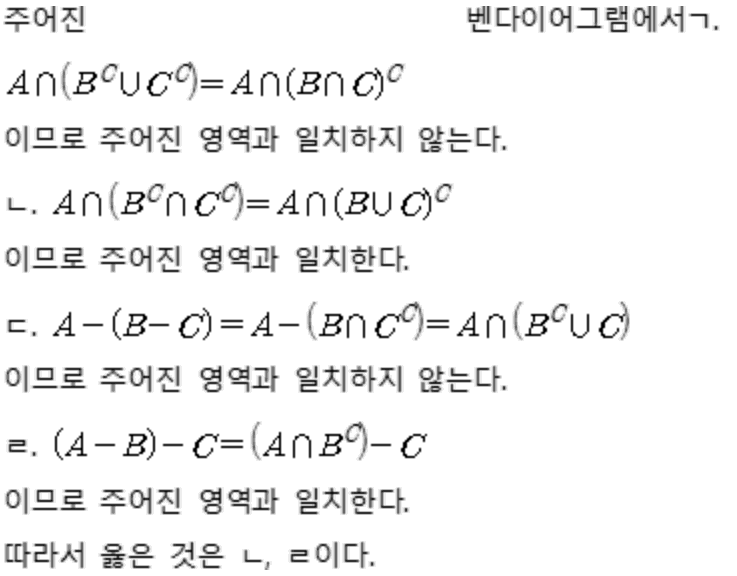 주어진 벤다이어그램에서ㄱ.
A∩(B^C∪C^C)=A∩(B∩C)^C
이므로 주어진 영역과 일치하지 않는다.
ㄴ. A∩(B^C∩C^C)=A∩(B∪C)^C
이므로 주어진 영역과 일치한다.
ㄷ. A−(B−C)=A−(B∩C^C)=A∩(B^C∪C)
이므로 주어진 영역과 일치하지 않는다.
ㄹ. (A−B)−C=(A∩B^C)−C
이므로 주어진 영역과 일치한다.
따라서 옳은 것은 ㄴ, ㄹ이다.